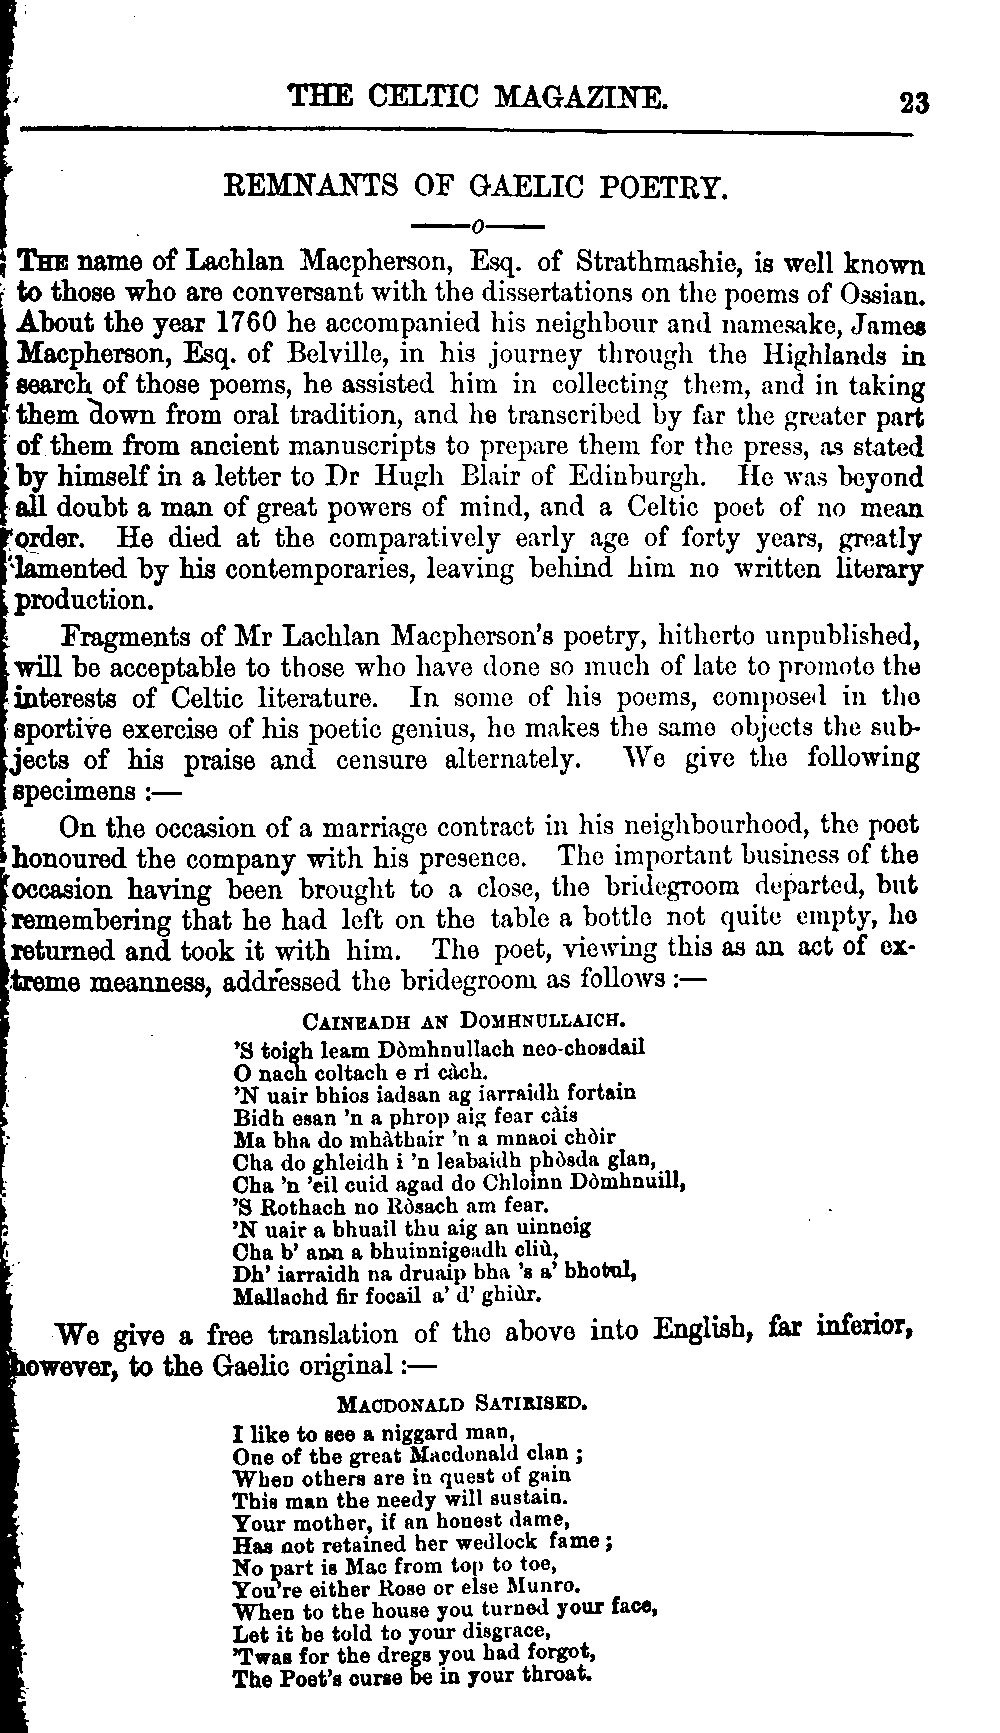 THE CELTIC MAGAZINE. 23
REMNANTS OF GAELIC POETRY.
——o——
THE name of Lachlan Macpherson, Esq. of Strathmashie, is well known
to those who are conversant with the dissertations on the poems of Ossian.
About the year 1760 he accompanied his neighbour and namesake, James
Macpherson, Esq. of Belville, in his journey through the Highlands in
search of those poems, he assisted him in collecting them, and in taking
them down from oral tradition, and he transcribed by far the greater part
of them from ancient manuscripts to prepare them for the press, as stated
by himself in a letter to Dr Hugh Blair of Edinburgh. He was beyond
all doubt a man of great powers of mind, and a Celtic poet of no mean
order. He died at the comparatively early age of forty years, greatly
lamented by his contemporaries, leaving behind him no written literary
production.
Fragments of Mr Lachlan Macpherson's poetry, hitherto unpublished,
will be acceptable to those who have done so much of late to promote the
interests of Celtic literature. In some of his poems, composed in the
sportive exercise of his poetic genius, he makes the same objects the sub-
jects of his praise and censure alternately. We give the following
specimens :—
On the occasion of a marriage contract in his neighbourhood, the poet
honoured the company with his presence. The important business of the
occasion having been brought to a close, the bridegroom departed, but
remembering that he had left on the table a bottle not quite empty, he
returned and took it with him. The poet, viewing this as an act of ex-
treme meanness, addressed the bridegroom as follows :—
CAINEADH AN DOMHNULLAICH.
'S toigh leam Dòmhnullach neo-chosdail
O nach coltach e ri càch.
'N uair bhios iadsan ag iarraidh fortain
Bidh esan 'n a phrop aig fear càis
Ma bha do mhàthair 'n a mnaoi chòir
Cha do ghleidh i 'n leabaidh phòsda glan,
Cha 'n 'eil cuid agad do Chloinn Dòmhnuill,
'S Rothach no Ròsach am fear.
'N uair a bhuail thu aig an uinneig
Cha b' ann a bhuinnigeadh cliù,
Dh' iarraidh na druaip bha 's a' bhotul,
Mallachd fir focail a' d' ghiùr.
We give a free translation of the above into English, far inferior,
however, to the Gaelic original :—
MACDONALD SATIRISED.
I like to see a niggard man,
One of the great Macdonald clan ;
When others are in quest of gain
This man the needy will sustain.
Your mother, if an honest dame,
Has not retained her wedlock fame ;
No part is Mac from top to toe,
You're either Rose or else Munro.
When to the house you turned your face,
Let it be told to your disgrace,
'Twas for the dregs you had forgot,
The Poet's curse be in your throat.